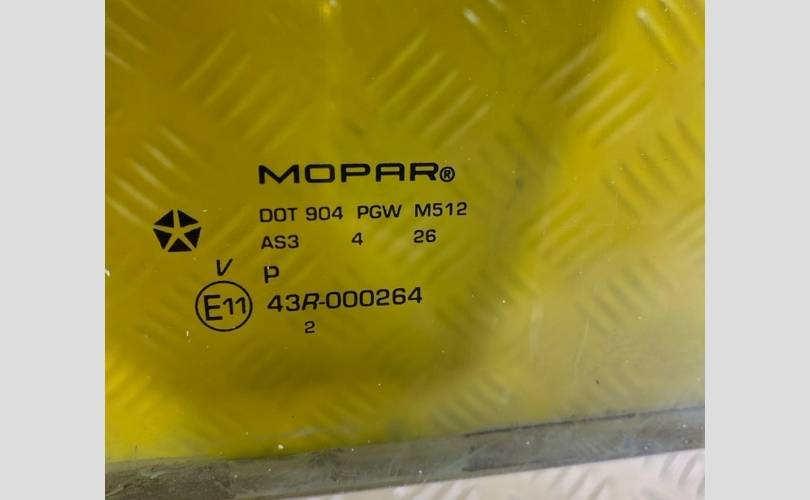 MOPAR®
DOT 904 PGW M512
AS3 4 26
V P
E11 43R-000264
2